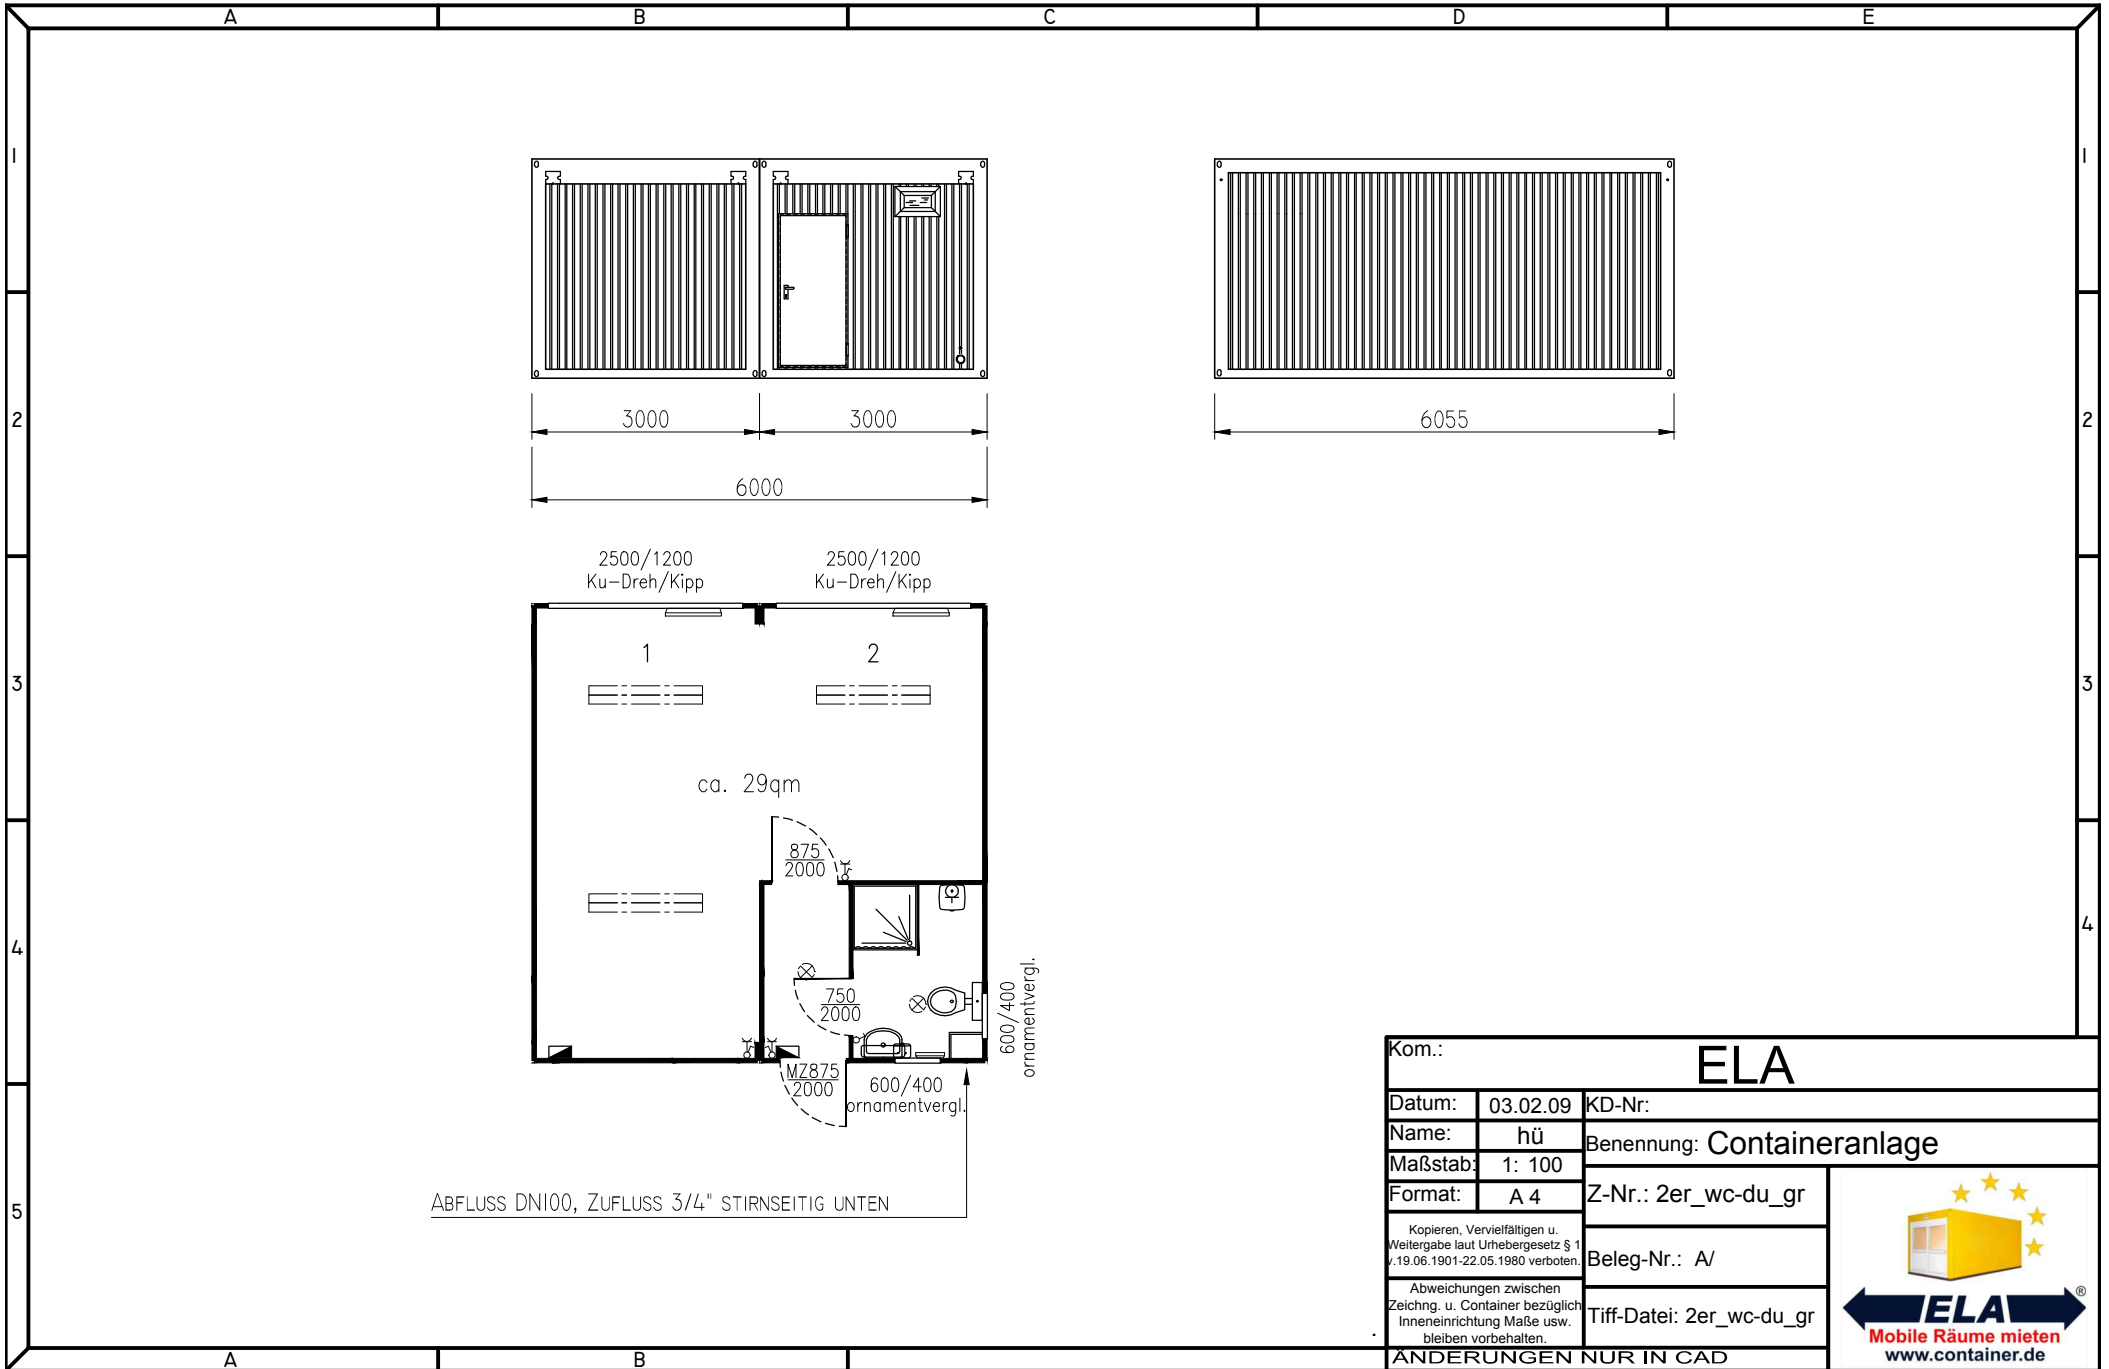 A B C D E
1 1
3000 3000
6055
2 2
6000
2500/1200
Ku-Dreh/Kipp
2500/1200
Ku-Dreh/Kipp
1 2
3 3
ca. 29qm
875
2000
4 4
750
2000
600/400
ornamentvergl.
MZ875
2000
600/400
ornamentvergl.
ABFLUSS DN100, ZUFLUSS 3/4" STIRNSEITIG UNTEN
5
Kom.: ELA
Datum: 03.02.09 KD-Nr:
Name: hü
Benennung: Containeranlage
Maßstab: 1: 100
Format: A 4
Z-Nr.: 2er_wc-du_gr
Kopieren, Vervielfältigen u.
Weitergabe laut Urhebergesetz § 1
v.19.06.1901-22.05.1980 verboten.
Beleg-Nr.: A/
Abweichungen zwischen
Zeichng. u. Container bezüglich
Inneneinrichtung Maße usw.
bleiben vorbehalten.
Tiff-Datei: 2er_wc-du_gr
ÄNDERUNGEN NUR IN CAD
ELA ®
Mobile Räume mieten
www.container.de
A B